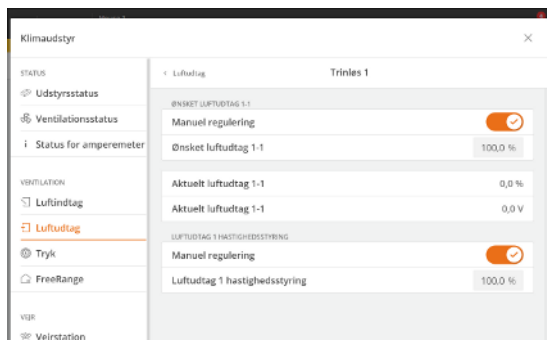 Klimaudstyr
STATUS
Udstyrsstatus
Ventilationsstatus
Status for amperemeter
VENTILATION
Luftindtag
Luftudtag
Tryk
FreeRange
VEJR
Vejrstation
< Luftudtag
Trinløs 1
ØNSKET LUFTUDTAG 1-1
Manuel regulering
Ønsket luftudtag 1-1
100,0 %
Aktuelt luftudtag 1-1
0,0 %
Aktuelt luftudtag 1-1
0,0 V
LUFTUDTAG 1 HASTIGHEDSSTYRING
Manuel regulering
Luftudtag 1 hastighedsstyring
100,0 %